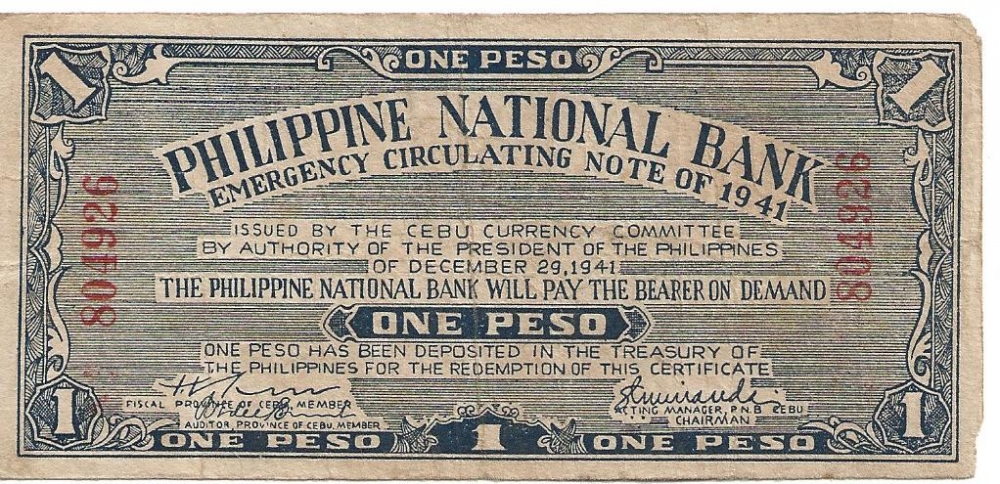 1 ONE PESO 1
PHILIPPINE NATIONAL BANK
EMERGENCY CIRCULATING NOTE OF 1941
804926
804926
ISSUED BY THE CEBU CURRENCY COMMITTEE
BY AUTHORITY OF THE PRESIDENT OF THE PHILIPPINES
OF DECEMBER 29, 1941
THE PHILIPPINE NATIONAL BANK WILL PAY THE BEARER ON DEMAND
ONE PESO
ONE PESO HAS BEEN DEPOSITED IN THE TREASURY OF
THE PHILIPPINES FOR THE REDEMPTION OF THIS CERTIFICATE
FISCAL PROVINCE OF CEBU, MEMBER
AUDITOR, PROVINCE OF CEBU, MEMBER
ACTING MANAGER, P.N.B CEBU
CHAIRMAN
1 ONE PESO 1 ONE PESO 1